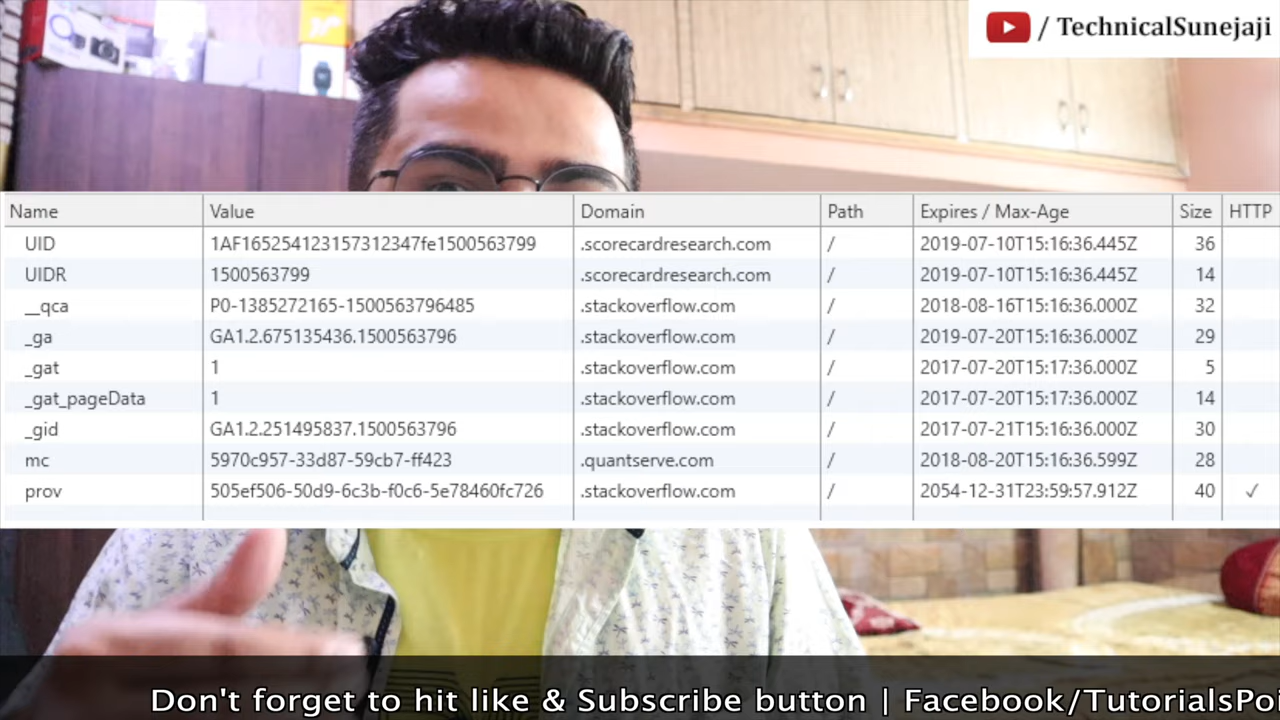 / TechnicalSunejaji
Name Value Domain Path Expires / Max-Age Size HTTP
UID 1AF165254123157312347fe1500563799 .scorecardresearch.com / 2019-07-10T15:16:36.445Z 36
UIDR 1500563799 .scorecardresearch.com / 2019-07-10T15:16:36.445Z 14
__qca P0-1385272165-1500563796485 .stackoverflow.com / 2018-08-16T15:16:36.000Z 32
_ga GA1.2.675135436.1500563796 .stackoverflow.com / 2019-07-20T15:16:36.000Z 29
_gat 1 .stackoverflow.com / 2017-07-20T15:17:36.000Z 5
_gat_pageData 1 .stackoverflow.com / 2017-07-20T15:17:36.000Z 14
_gid GA1.2.251495837.1500563796 .stackoverflow.com / 2017-07-21T15:16:36.000Z 30
mc 5970c957-33d87-59cb7-ff423 .quantserve.com / 2018-08-20T15:16:36.599Z 28
prov 505ef506-50d9-6c3b-f0c6-5e78460fc726 .stackoverflow.com / 2054-12-31T23:59:57.912Z 40 ✓
Don't forget to hit like & Subscribe button | Facebook/TutorialsPoi